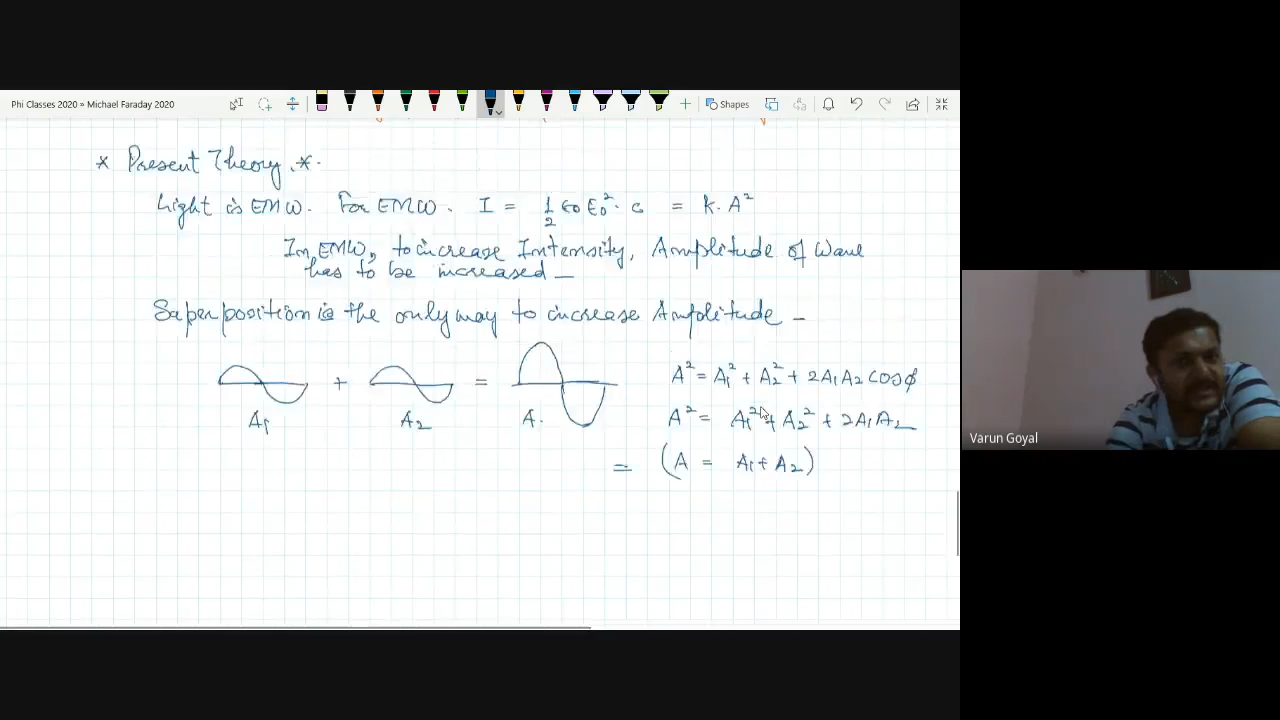 Phi Classes 2020 » Michael Faraday 2020
Shapes
* Present Theory *
Light is EMW. For EMW. I = 1/2 ε0 E0². c = k. A²
In EMW, to increase Intensity, Amplitude of Wave
has to be increased –
Superposition is the only way to increase Amplitude –
+ =
A² = A1² + A2² + 2A1A2 cosϕ
A1 A2 A.
A² = A1² + A2² + 2A1A2
= (A = A1 + A2)
Varun Goyal